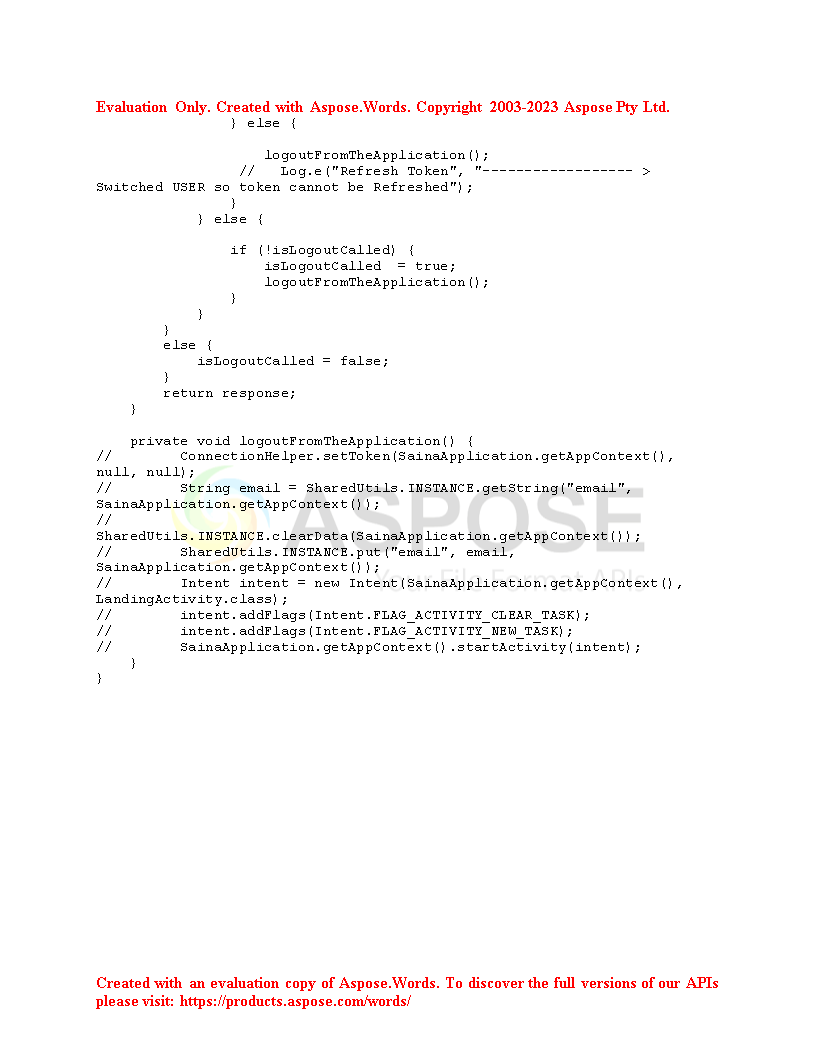 Evaluation Only. Created with Aspose.Words. Copyright 2003-2023 Aspose Pty Ltd.
                } else {

                    logoutFromTheApplication();
                 //   Log.e("Refresh Token", "------------------ >
Switched USER so token cannot be Refreshed");
                }
            } else {

                if (!isLogoutCalled) {
                    isLogoutCalled  = true;
                    logoutFromTheApplication();
                }
            }
        }
        else {
            isLogoutCalled = false;
        }
        return response;
    }

    private void logoutFromTheApplication() {
//        ConnectionHelper.setToken(SainaApplication.getAppContext(),
null, null);
//        String email = SharedUtils.INSTANCE.getString("email",
SainaApplication.getAppContext());
//
SharedUtils.INSTANCE.clearData(SainaApplication.getAppContext());
//        SharedUtils.INSTANCE.put("email", email,
SainaApplication.getAppContext());
//        Intent intent = new Intent(SainaApplication.getAppContext(),
LandingActivity.class);
//        intent.addFlags(Intent.FLAG_ACTIVITY_CLEAR_TASK);
//        intent.addFlags(Intent.FLAG_ACTIVITY_NEW_TASK);
//        SainaApplication.getAppContext().startActivity(intent);
    }
}
ASPOSE
Your File Format APIs
Created with an evaluation copy of Aspose.Words. To discover the full versions of our APIs
please visit: https://products.aspose.com/words/